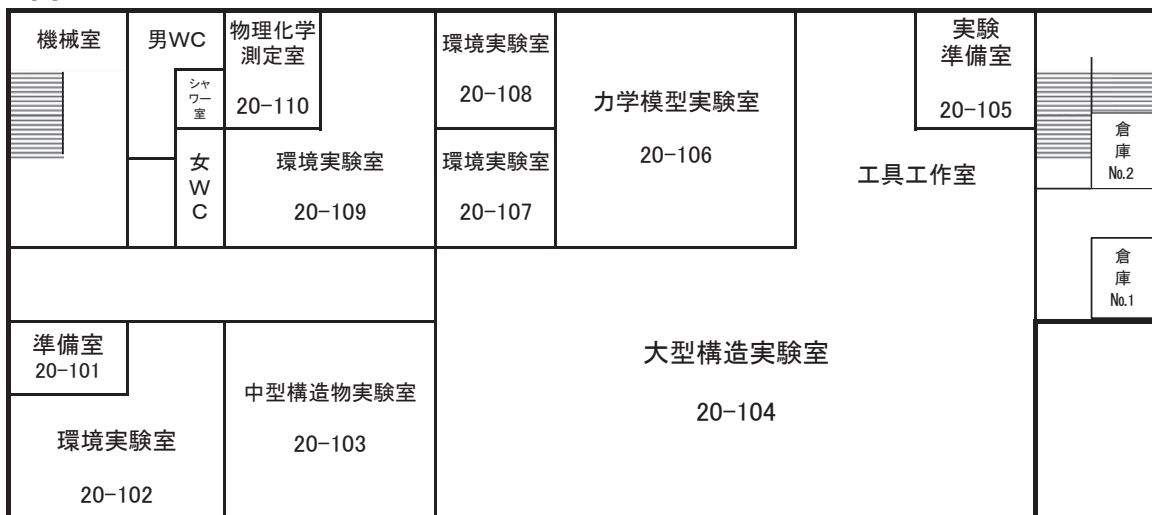 機械室
男WC
シャ
ワー
室
女
W
C
物理化学
測定室
20-110
環境実験室
20-109
環境実験室
20-108
環境実験室
20-107
力学模型実験室
20-106
実験
準備室
20-105
工具工作室
倉
庫
No.2
倉
庫
No.1
準備室
20-101
環境実験室
20-102
中型構造物実験室
20-103
大型構造実験室
20-104